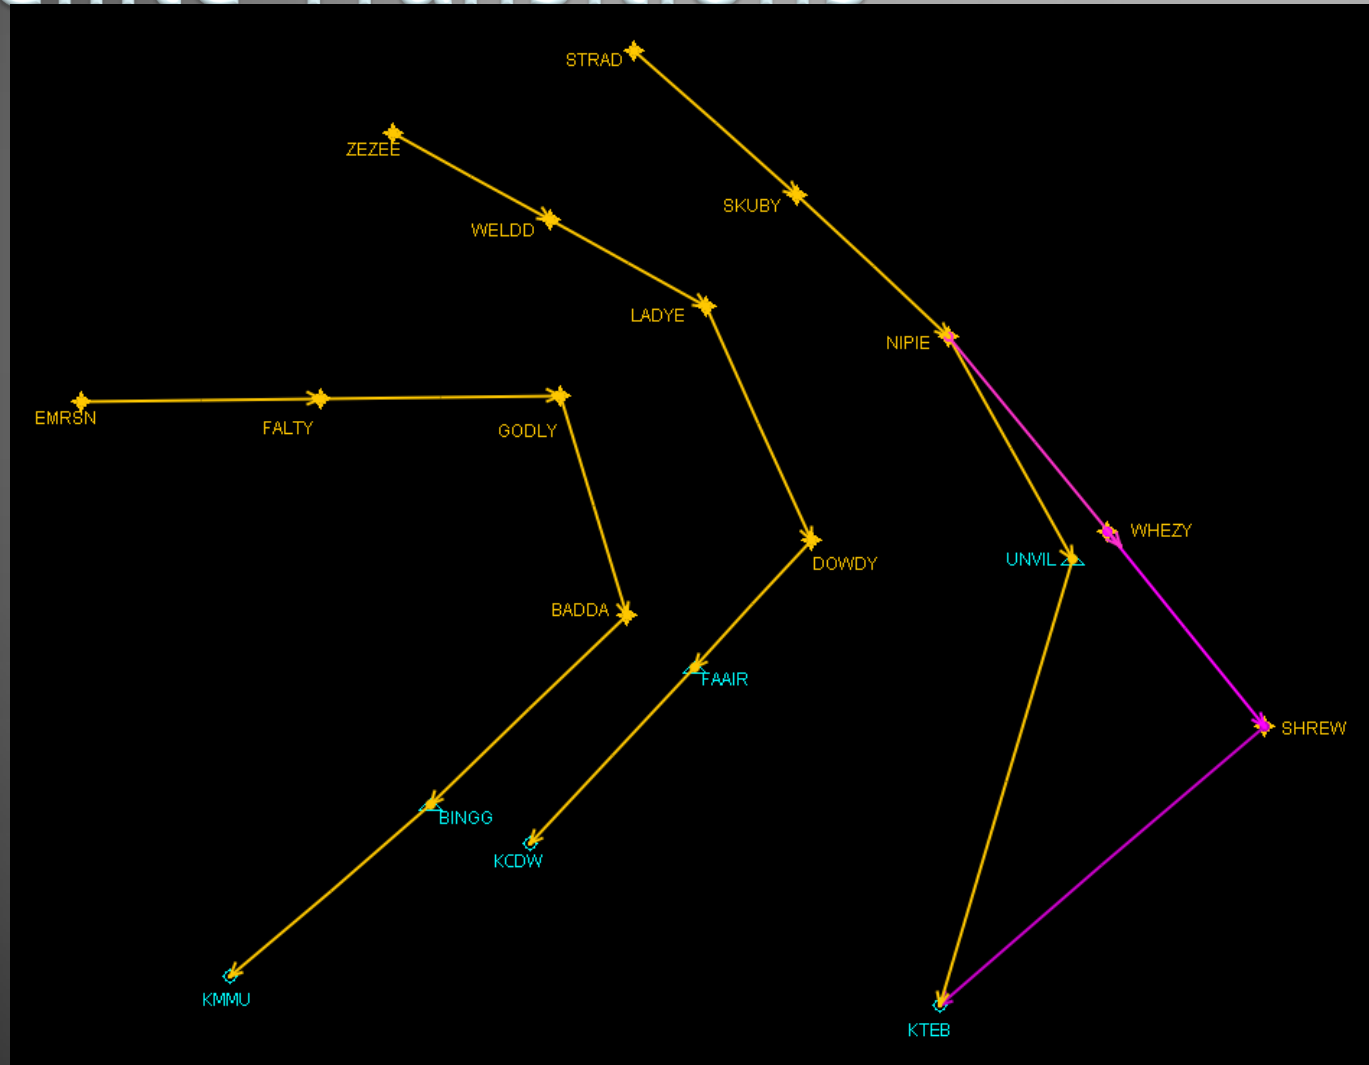 STRAD
ZEZEE
SKUBY
WELDD
LADYE
NIPIE
EMRSN
FALTY
GODLY
WHEZY
UNVIL
DOWDY
BADDA
FAAIR
SHREW
BINGG
KCDW
KMMU
KTEB